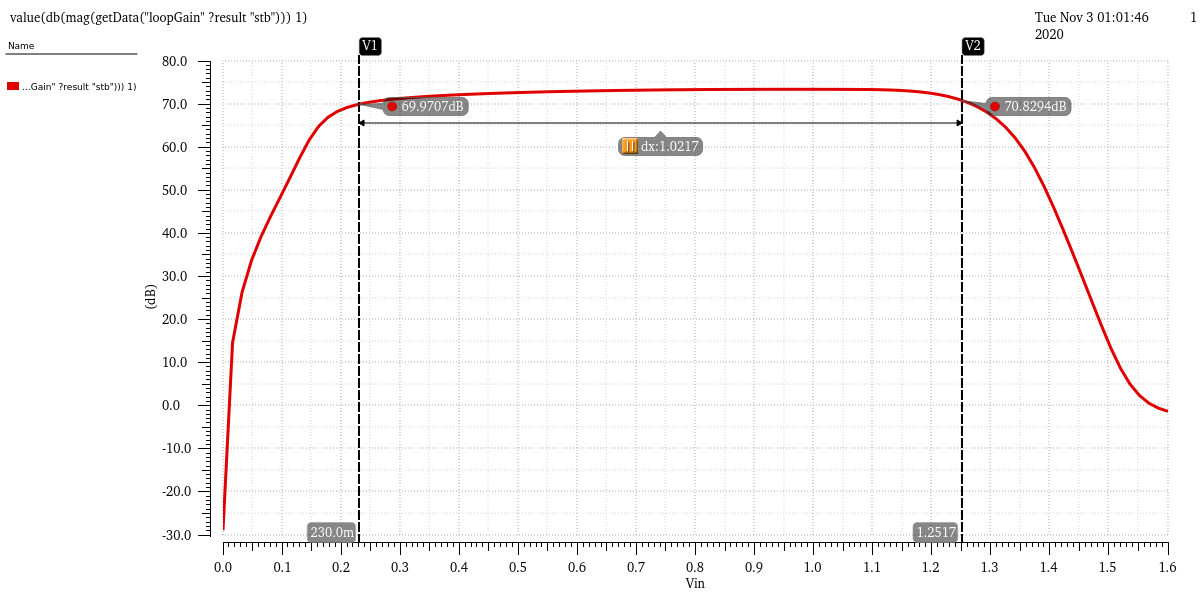 value(db(mag(getData("loopGain" ?result "stb"))) 1)
Tue Nov 3 01:01:46
2020
1
Name
...Gain" ?result "stb"))) 1)
V1
V2
80.0
70.0
60.0
50.0
40.0
30.0
20.0
10.0
0.0
-10.0
-20.0
-30.0
(dB)
69.9707dB
70.8294dB
dx:1.0217
230.0m
1.2517
0.0 0.1 0.2 0.3 0.4 0.5 0.6 0.7 0.8 0.9 1.0 1.1 1.2 1.3 1.4 1.5 1.6
Vin